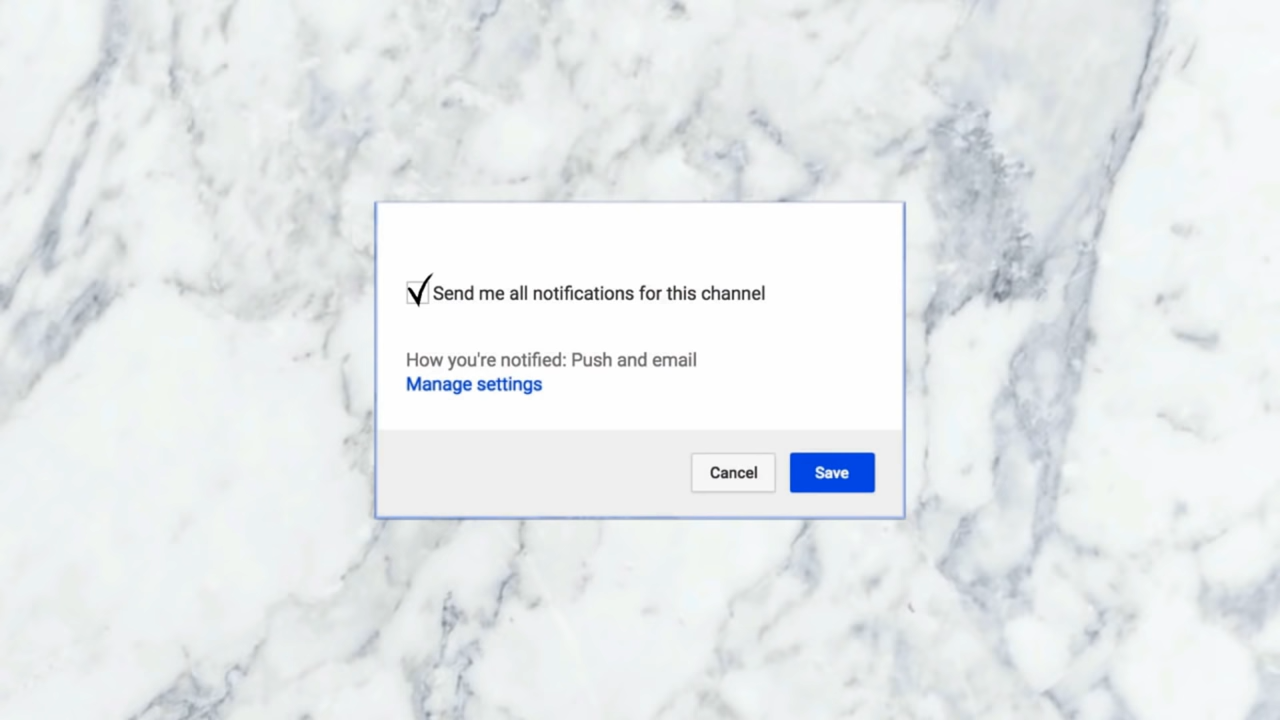 Send me all notifications for this channel
How you're notified: Push and email
Manage settings
Cancel Save